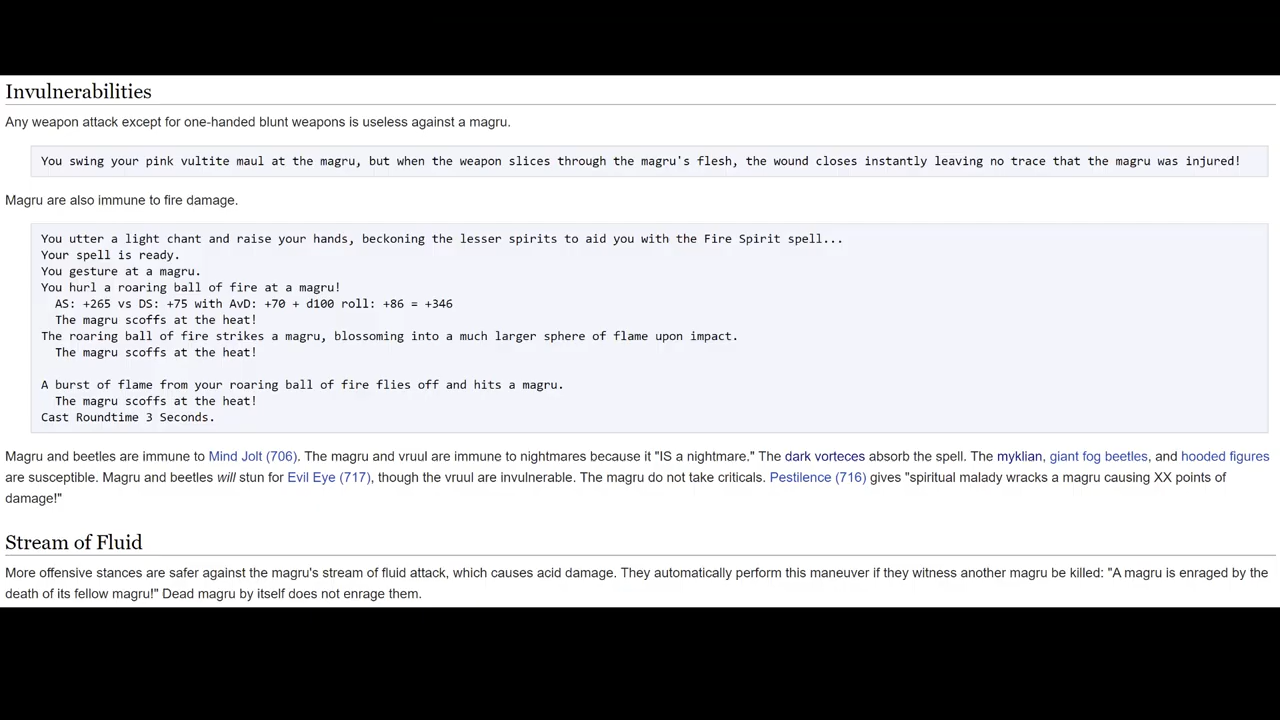 Invulnerabilities
Any weapon attack except for one-handed blunt weapons is useless against a magru.
You swing your pink vultite maul at the magru, but when the weapon slices through the magru's flesh, the wound closes instantly leaving no trace that the magru was injured!
Magru are also immune to fire damage.
You utter a light chant and raise your hands, beckoning the lesser spirits to aid you with the Fire Spirit spell...
Your spell is ready.
You gesture at a magru.
You hurl a roaring ball of fire at a magru!
AS: +265 vs DS: +75 with AvD: +70 + d100 roll: +86 = +346
The magru scoffs at the heat!
The roaring ball of fire strikes a magru, blossoming into a much larger sphere of flame upon impact.
The magru scoffs at the heat!
A burst of flame from your roaring ball of fire flies off and hits a magru.
The magru scoffs at the heat!
Cast Roundtime 3 Seconds.
Magru and beetles are immune to Mind Jolt (706). The magru and vruul are immune to nightmares because it "IS a nightmare." The dark vorteces absorb the spell. The myklian, giant fog beetles, and hooded figures
are susceptible. Magru and beetles will stun for Evil Eye (717), though the vruul are invulnerable. The magru do not take criticals. Pestilence (716) gives "spiritual malady wracks a magru causing XX points of
damage!"
Stream of Fluid
More offensive stances are safer against the magru's stream of fluid attack, which causes acid damage. They automatically perform this maneuver if they witness another magru be killed: "A magru is enraged by the
death of its fellow magru!" Dead magru by itself does not enrage them.